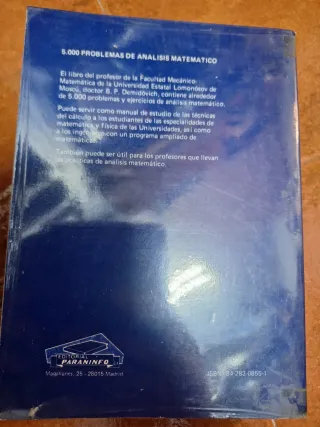 5.000 PROBLEMAS DE ANALISIS MATEMATICO
El libro del profesor de la Facultad Mecánico-
Matemática de la Universidad Estatal Lomonósov de
Moscú, doctor B. P. Demidóvich, contiene alrededor
de 5.000 problemas y ejercicios de análisis matemático.
Puede servir como manual de estudio de las técnicas
del cálculo a los estudiantes de las especialidades de
matemática y física de las Universidades, así como
a los ingenieros con un programa ampliado de
matemáticas.
También puede ser útil para los profesores que llevan
las prácticas de análisis matemático.
EDITORIAL
PARANINFO
Magallanes, 25 - 28015 Madrid